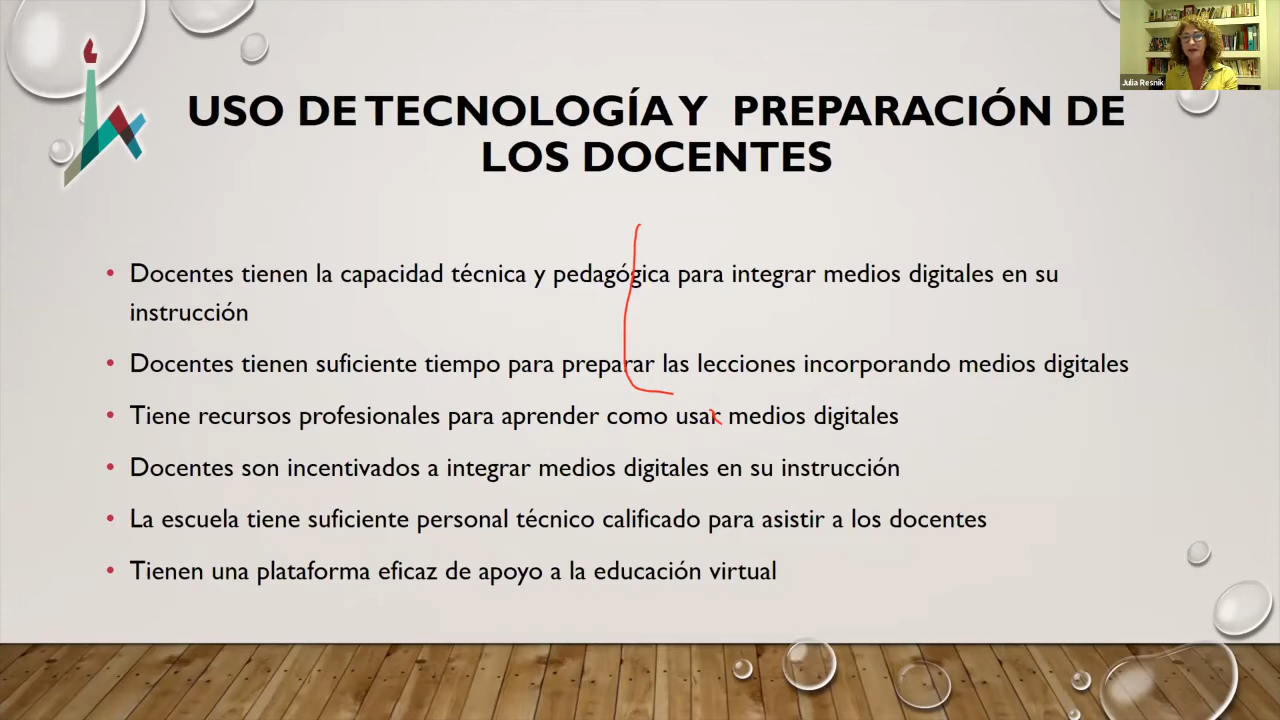 Julia Resnik
USO DE TECNOLOGÍA Y PREPARACIÓN DE
LOS DOCENTES
• Docentes tienen la capacidad técnica y pedagógica para integrar medios digitales en su
instrucción
• Docentes tienen suficiente tiempo para preparar las lecciones incorporando medios digitales
• Tiene recursos profesionales para aprender como usar medios digitales
• Docentes son incentivados a integrar medios digitales en su instrucción
• La escuela tiene suficiente personal técnico calificado para asistir a los docentes
• Tienen una plataforma eficaz de apoyo a la educación virtual